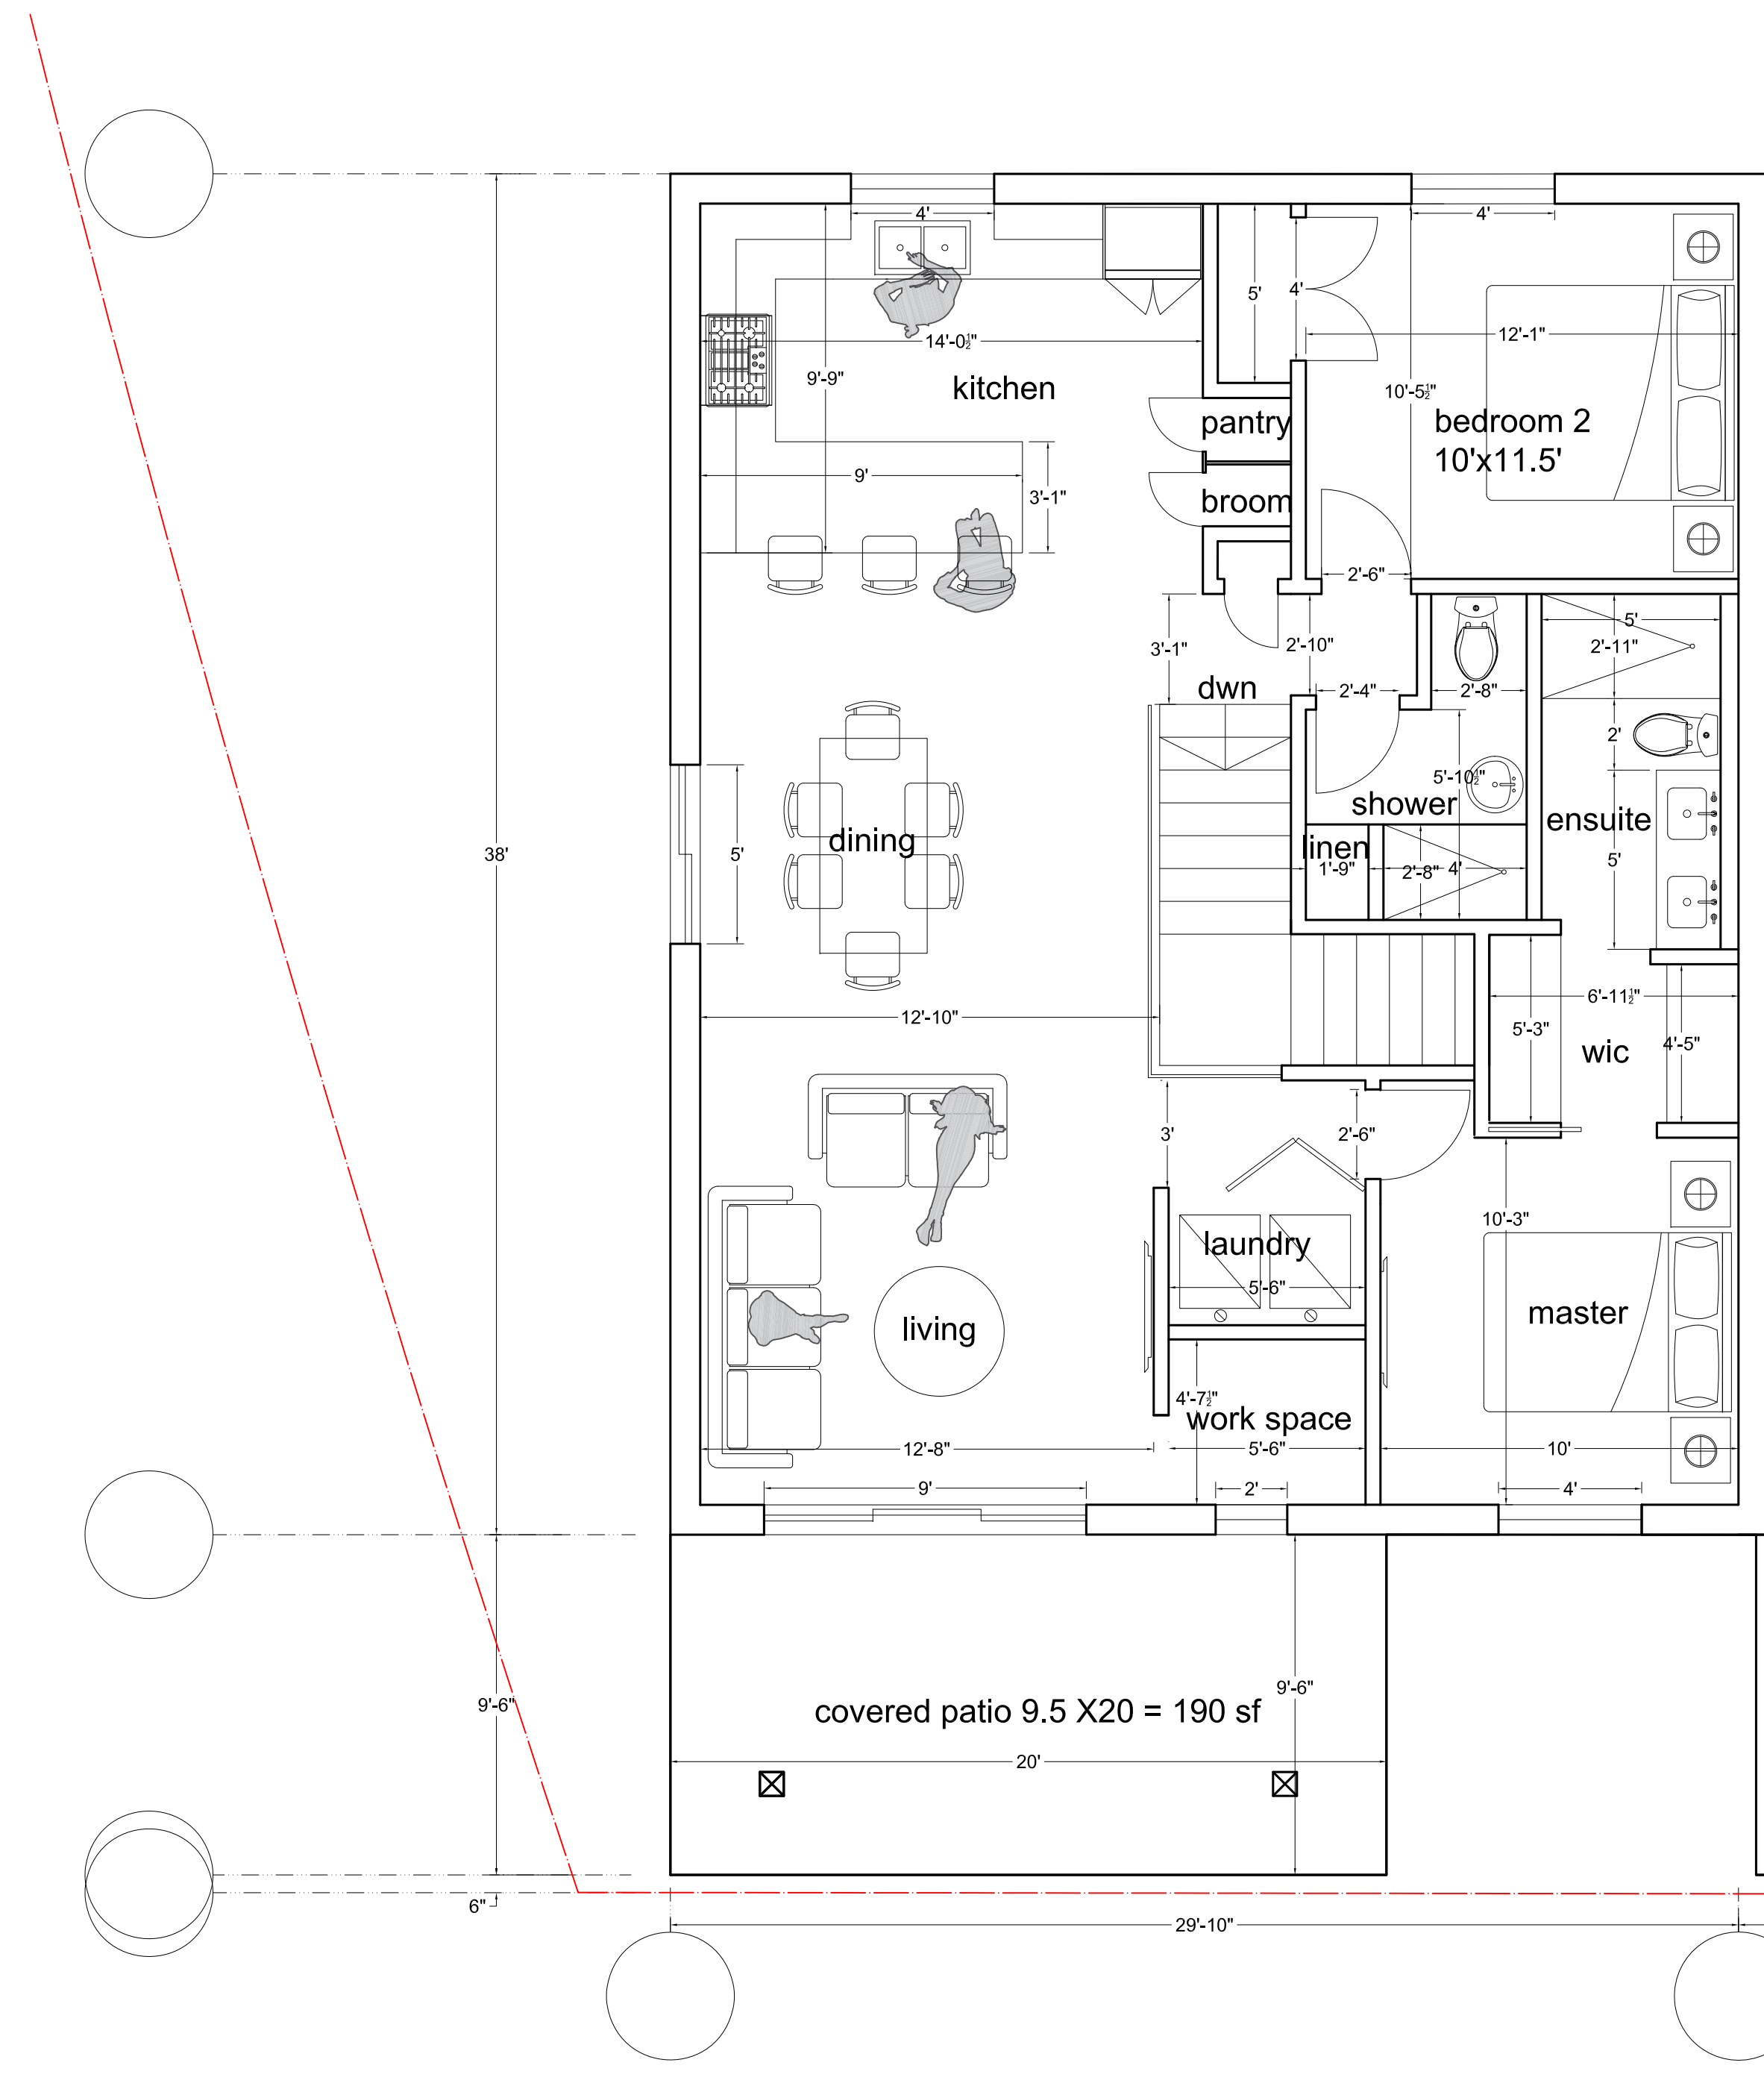 4'
4'
5'
4'
12'-1"
14'-0½"
9'-9"
kitchen
10'-5½"
pantry
bedroom 2
10'x11.5'
9'
3'-1"
broom
2'-6"
5'
3'-1"
2'-10"
2'-11"
dwn
2'-4"
2'-8"
2'
5'-10½"
shower
ensuite
dining
linen
38'
5'
1'-9"
2'-8"
4'
5'
12'-10"
6'-11½"
5'-3"
wic
4'-5"
3'
2'-6"
10'-3"
laundry
5'-6"
living
master
4'-7½"
work space
12'-8"
5'-6"
10'
9'
2'
4'
9'-6"
9'-6"
covered patio 9.5 X20 = 190 sf
20'
6"
29'-10"